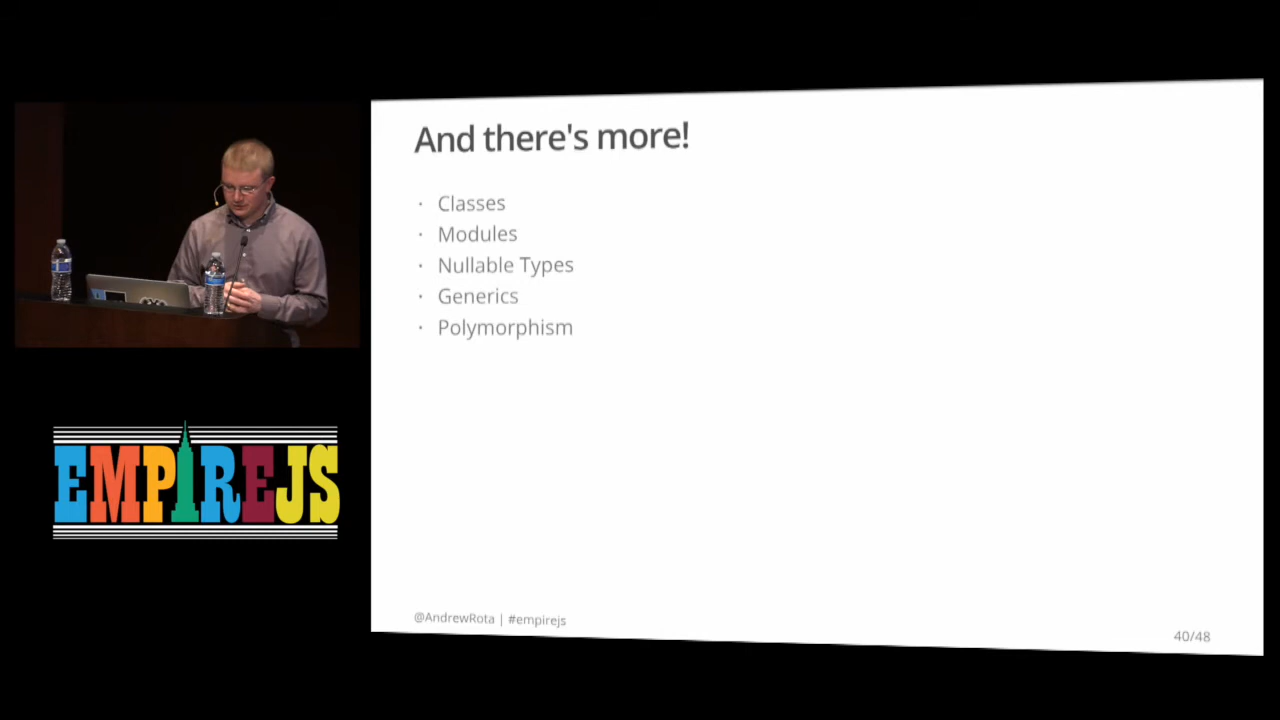 And there's more!
· Classes
· Modules
· Nullable Types
· Generics
· Polymorphism
@AndrewRota | #empirejs
40/48
EMPIREJS